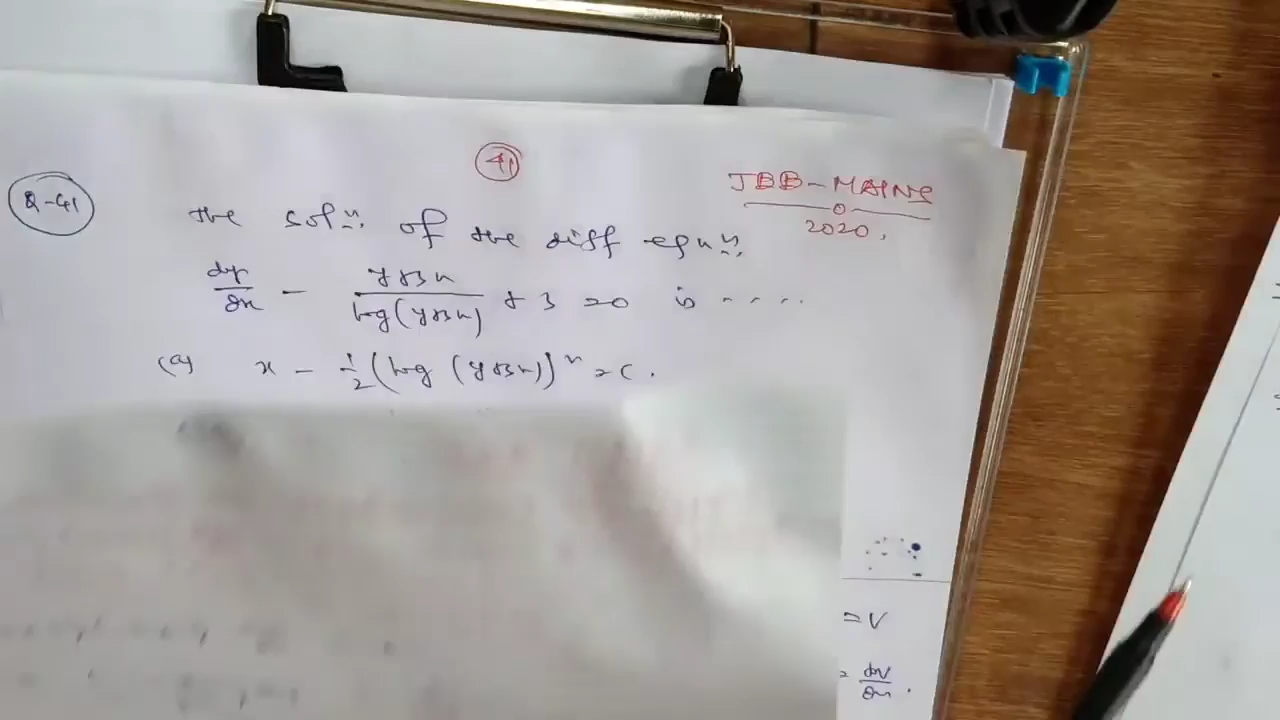 41
JEE-MAINS
2020,
Q-41
The solⁿ of the diff equⁿ,
dy/dx - (y+3x)/(log(y+3x)) + 3 = 0 is ....
(a) x - 1/2 (log (y+3x))² = C.
= V
= dV/dx .